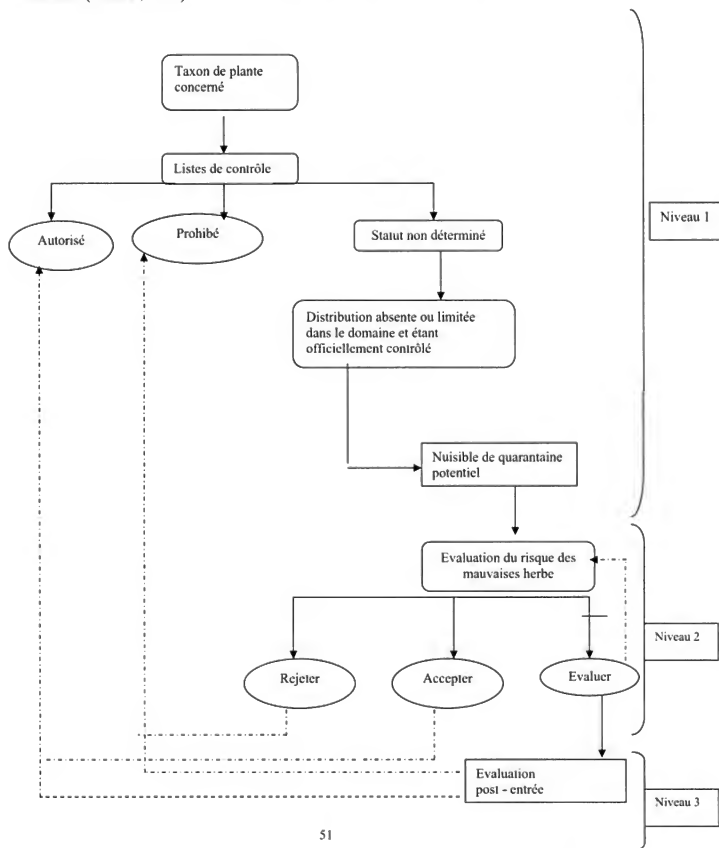 Taxon de plante
concerné
Listes de contrôle
Autorisé
Prohibé
Statut non déterminé
Niveau 1
Distribution absente ou limitée
dans le domaine et étant
officiellement contrôlé
Nuisible de quarantaine
potentiel
Evaluation du risque des
mauvaises herbe
Niveau 2
Rejeter
Accepter
Evaluer
Evaluation
post - entrée
Niveau 3
51